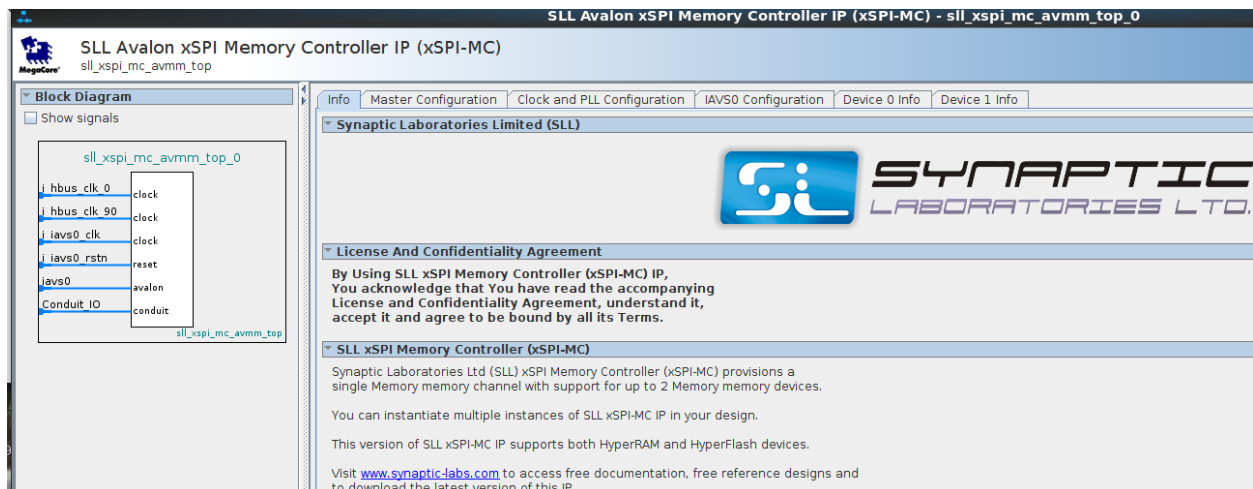 SLL Avalon xSPI Memory Controller IP (xSPI-MC) - sll_xspi_mc_avmm_top_0
MegaCore'
SLL Avalon xSPI Memory Controller IP (xSPI-MC)
sll_xspi_mc_avmm_top
Block Diagram
Show signals
sll_xspi_mc_avmm_top_0
i_hbus_clk_0
clock
i_hbus_clk_90
clock
i_iavs0_clk
clock
i_iavs0_rstn
reset
iavs0
avalon
Conduit_IO
conduit
sll_xspi_mc_avmm_top
Info Master Configuration Clock and PLL Configuration IAVS0 Configuration Device 0 Info Device 1 Info
Synaptic Laboratories Limited (SLL)
SYNAPTIC
LABORATORIES LTD.
License And Confidentiality Agreement
By Using SLL xSPI Memory Controller (xSPI-MC) IP,
You acknowledge that You have read the accompanying
License and Confidentiality Agreement, understand it,
accept it and agree to be bound by all its Terms.
SLL xSPI Memory Controller (xSPI-MC)
Synaptic Laboratories Ltd (SLL) xSPI Memory Controller (xSPI-MC) provisions a
single Memory memory channel with support for up to 2 Memory memory devices.
You can instantiate multiple instances of SLL xSPI-MC IP in your design.
This version of SLL xSPI-MC IP supports both HyperRAM and HyperFlash devices.
Visit www.synaptic-labs.com to access free documentation, free reference designs and
to download the latest version of this IP